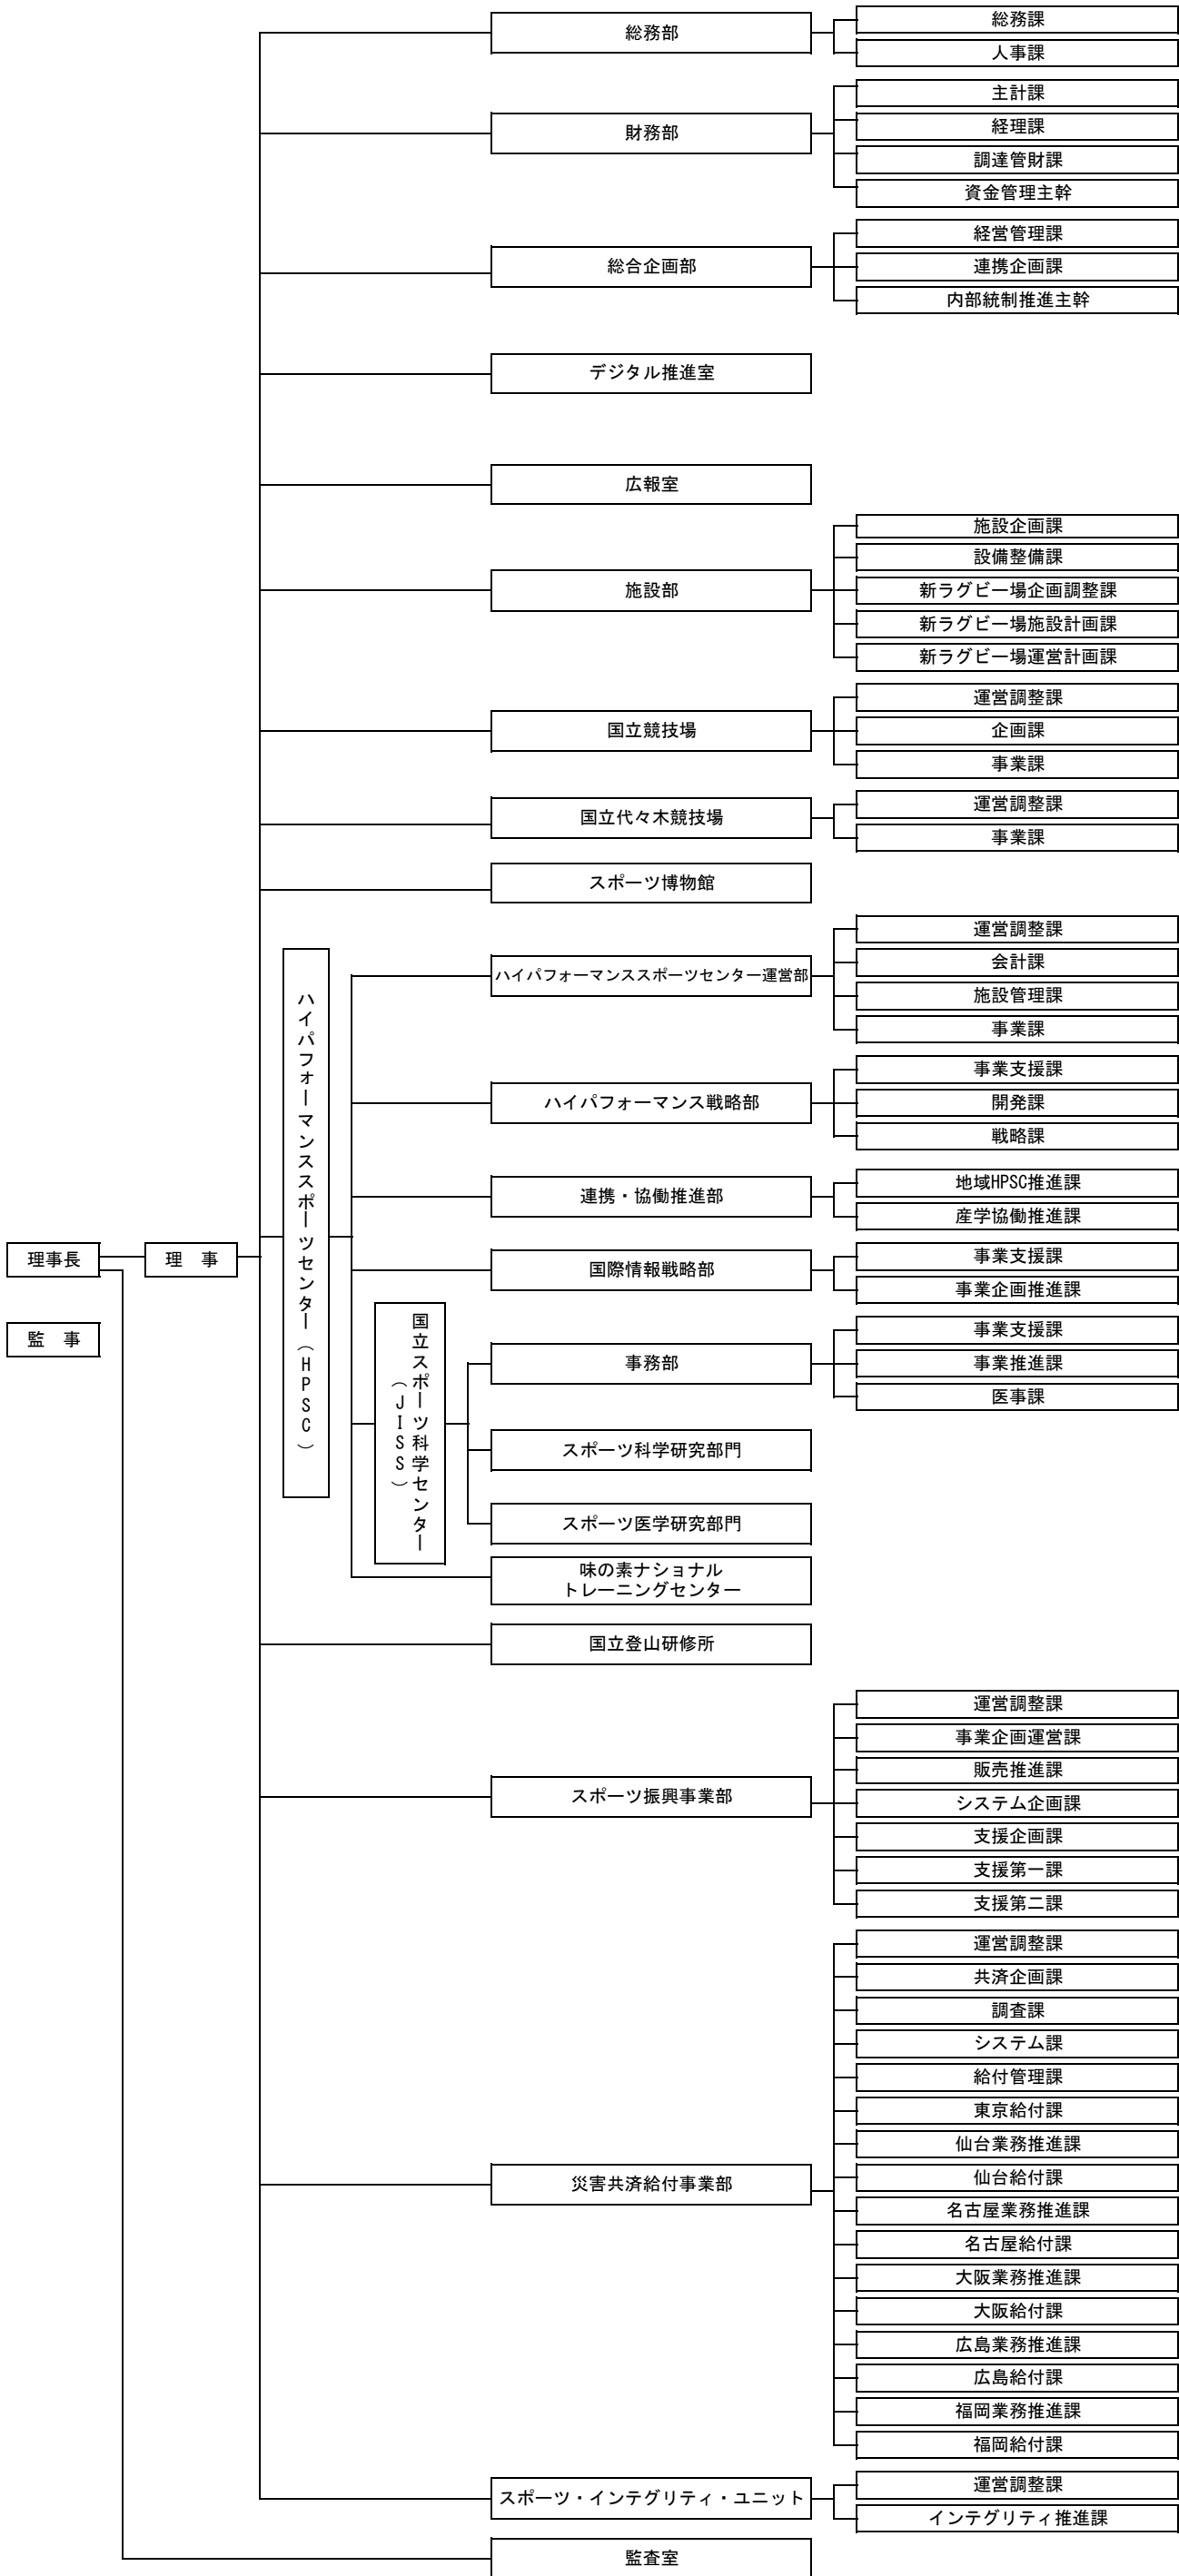 総務部
総務課
人事課
財務部
主計課
経理課
調達管財課
資金管理主幹
総合企画部
経営管理課
連携企画課
内部統制推進主幹
デジタル推進室
広報室
施設部
施設企画課
設備整備課
新ラグビー場企画調整課
新ラグビー場施設計画課
新ラグビー場運営計画課
国立競技場
運営調整課
企画課
事業課
国立代々木競技場
運営調整課
事業課
スポーツ博物館
理事長
理　事
監　事
ハイパフォーマンススポーツセンター（HPSC）
ハイパフォーマンススポーツセンター運営部
運営調整課
会計課
施設管理課
事業課
ハイパフォーマンス戦略部
事業支援課
開発課
戦略課
連携・協働推進部
地域HPSC推進課
産学協働推進課
国際情報戦略部
事業支援課
事業企画推進課
国立スポーツ科学センター
（JISS）
事務部
事業支援課
事業推進課
医事課
スポーツ科学研究部門
スポーツ医学研究部門
味の素ナショナル
トレーニングセンター
国立登山研修所
スポーツ振興事業部
運営調整課
事業企画運営課
販売推進課
システム企画課
支援企画課
支援第一課
支援第二課
災害共済給付事業部
運営調整課
共済企画課
調査課
システム課
給付管理課
東京給付課
仙台業務推進課
仙台給付課
名古屋業務推進課
名古屋給付課
大阪業務推進課
大阪給付課
広島業務推進課
広島給付課
福岡業務推進課
福岡給付課
スポーツ・インテグリティ・ユニット
運営調整課
インテグリティ推進課
監査室